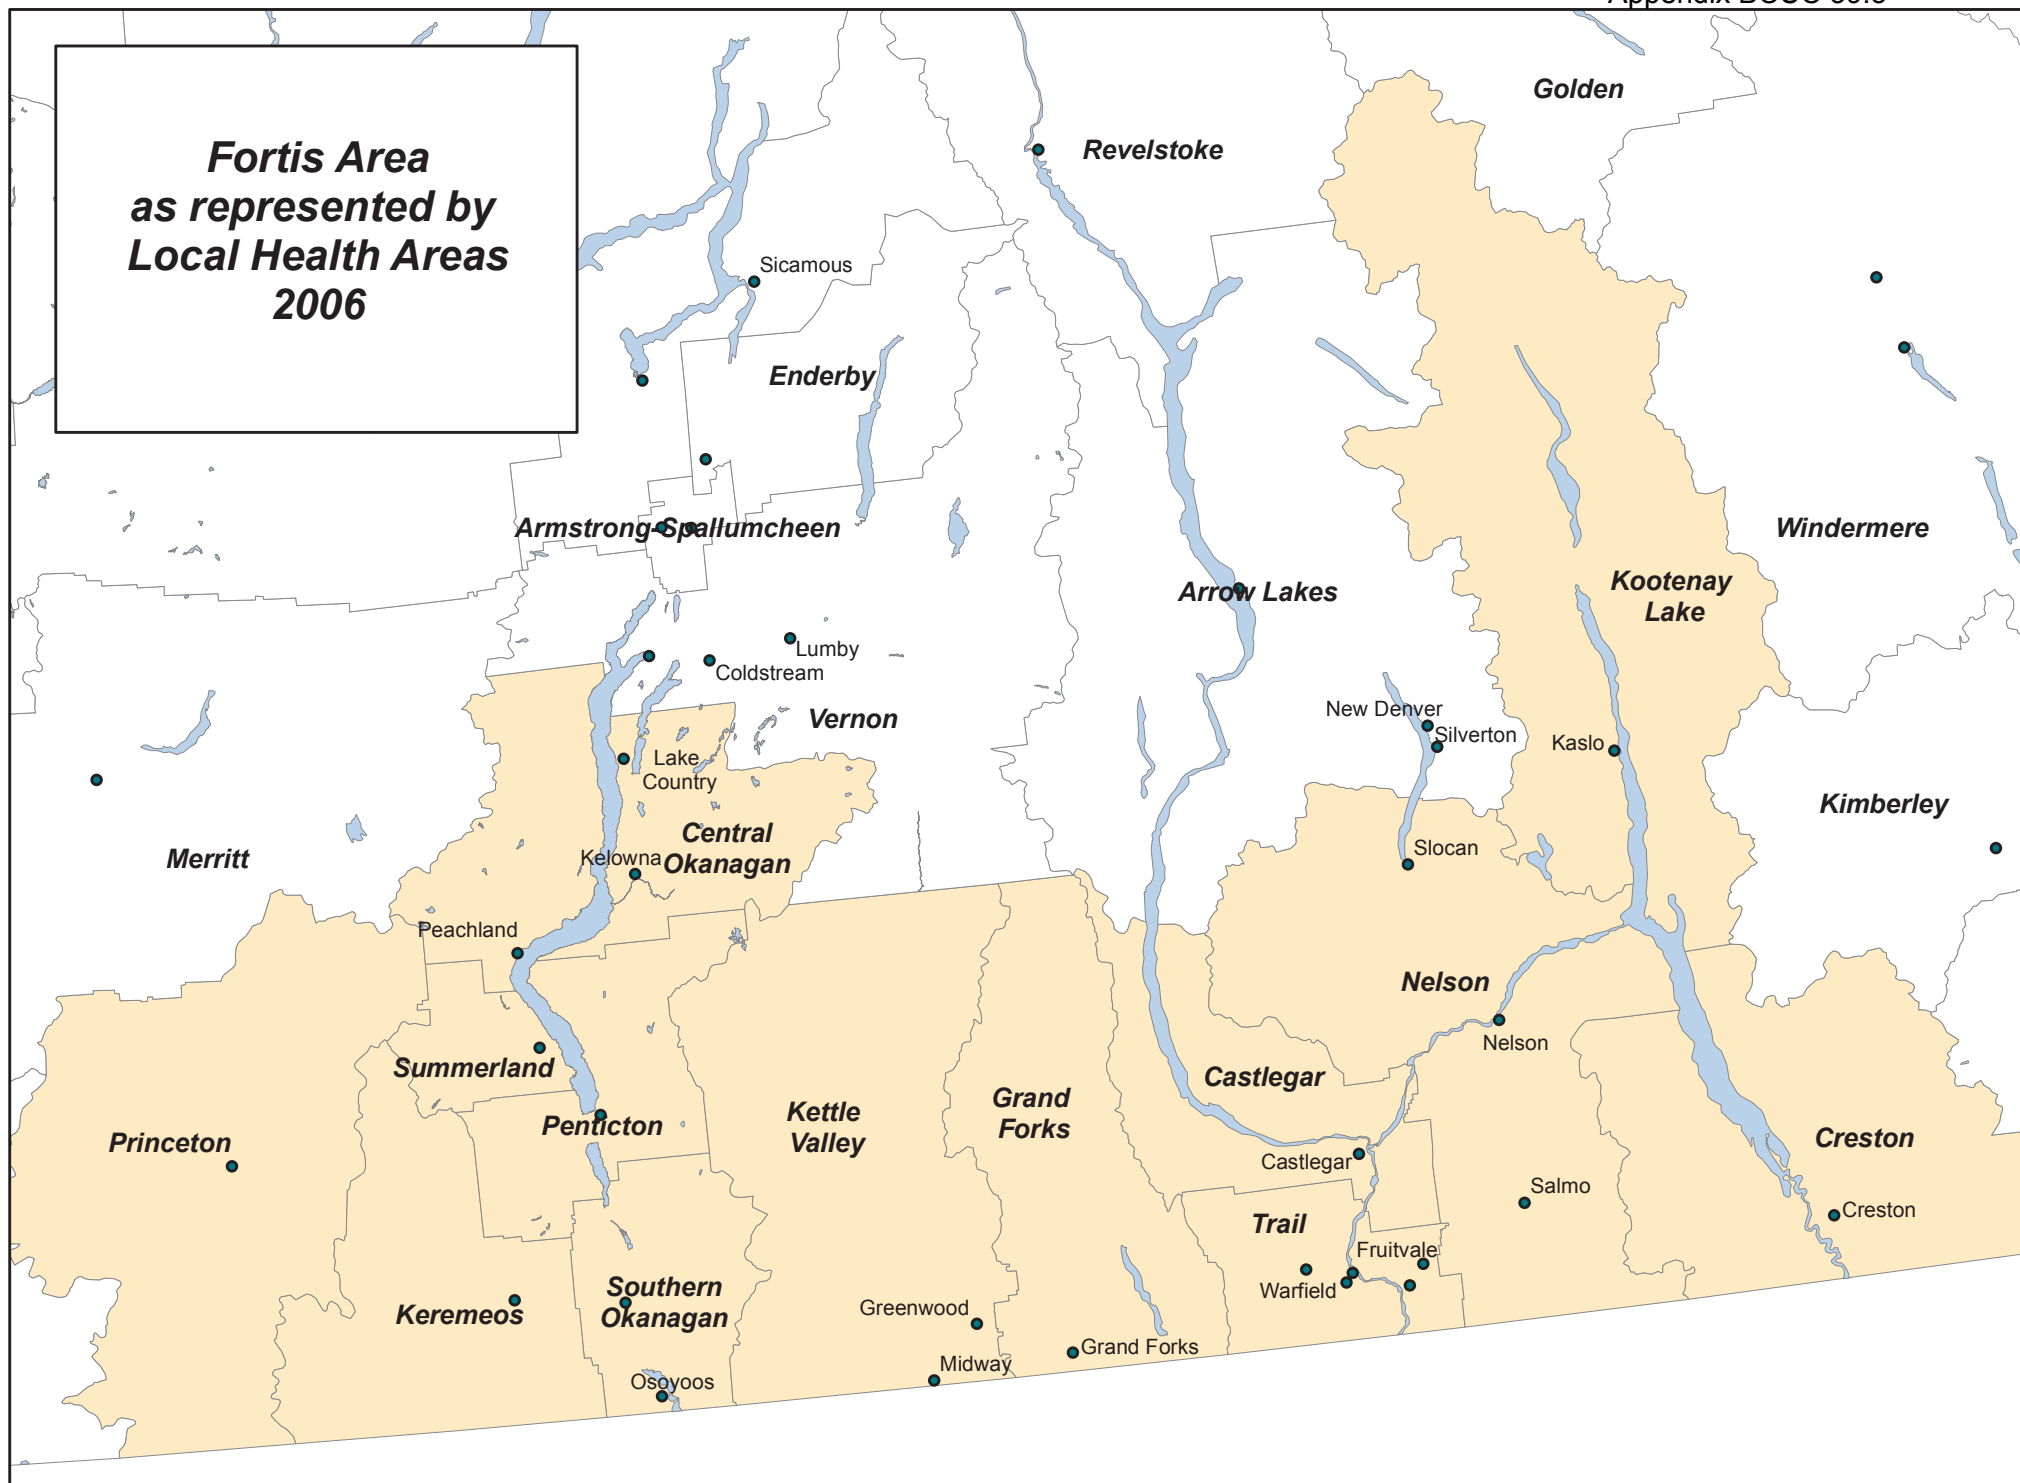 Fortis Area
as represented by
Local Health Areas
2006
Golden
Revelstoke
Sicamous
Enderby
Armstrong-Spallumcheen
Windermere
Kootenay
Lake
Arrow Lakes
Lumby
Coldstream
Vernon
New Denver
Silverton
Kaslo
Lake
Country
Kimberley
Central
Okanagan
Kelowna
Merritt
Slocan
Peachland
Nelson
Nelson
Summerland
Castlegar
Grand
Forks
Kettle
Valley
Penticton
Princeton
Creston
Castlegar
Salmo
Creston
Trail
Fruitvale
Warfield
Southern
Okanagan
Keremeos
Greenwood
Grand Forks
Midway
Osoyoos